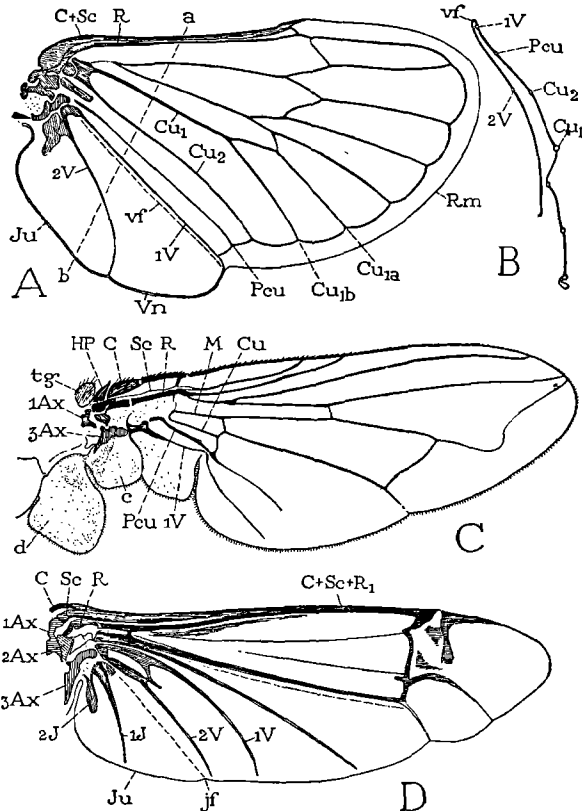 C+Sc R a
Cu1
Cu2
2V
vf
1V
Rm
Ju
b
Vn
Pcu
Cu1b
Cu1a
A
vf
1V
Pcu
Cu2
2V
Cu1
B
HP C Sc R M Cu
tgr
1Ax
3Ax
c
d
Pcu 1V
C
C Sc R
C+Sc+R1
1Ax
2Ax
3Ax
2J
1J
2V
1V
Ju
jf
D